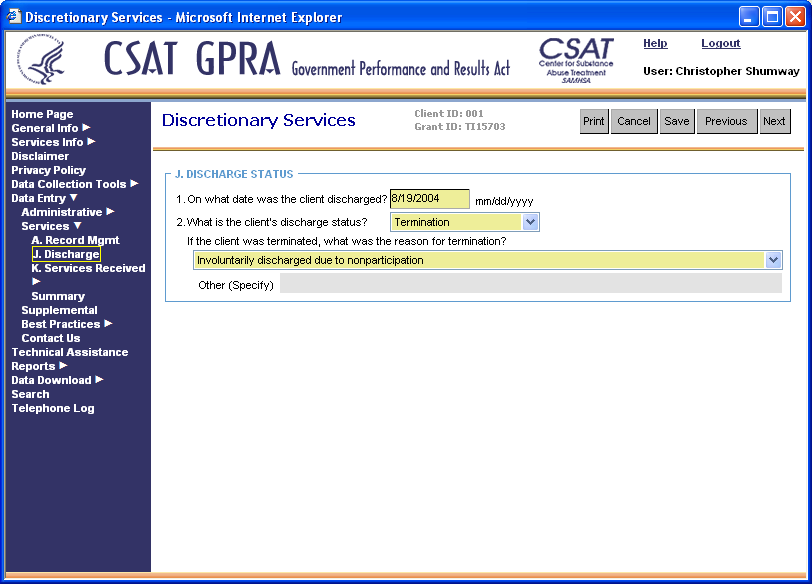 Discretionary Services - Microsoft Internet Explorer
CSAT GPRA Government Performance and Results Act
CSAT
Center for Substance
Abuse Treatment
SAMHSA
Help Logout
User: Christopher Shumway
Home Page
General Info
Services Info
Disclaimer
Privacy Policy
Data Collection Tools
Data Entry
Administrative
Services
A. Record Mgmt
J. Discharge
K. Services Received
Summary
Supplemental
Best Practices
Contact Us
Technical Assistance
Reports
Data Download
Search
Telephone Log
Discretionary Services
Client ID: 001
Grant ID: TI15703
Print Cancel Save Previous Next
J. DISCHARGE STATUS
1. On what date was the client discharged? 8/19/2004 mm/dd/yyyy
2. What is the client's discharge status? Termination
If the client was terminated, what was the reason for termination?
Involuntarily discharged due to nonparticipation
Other (Specify)